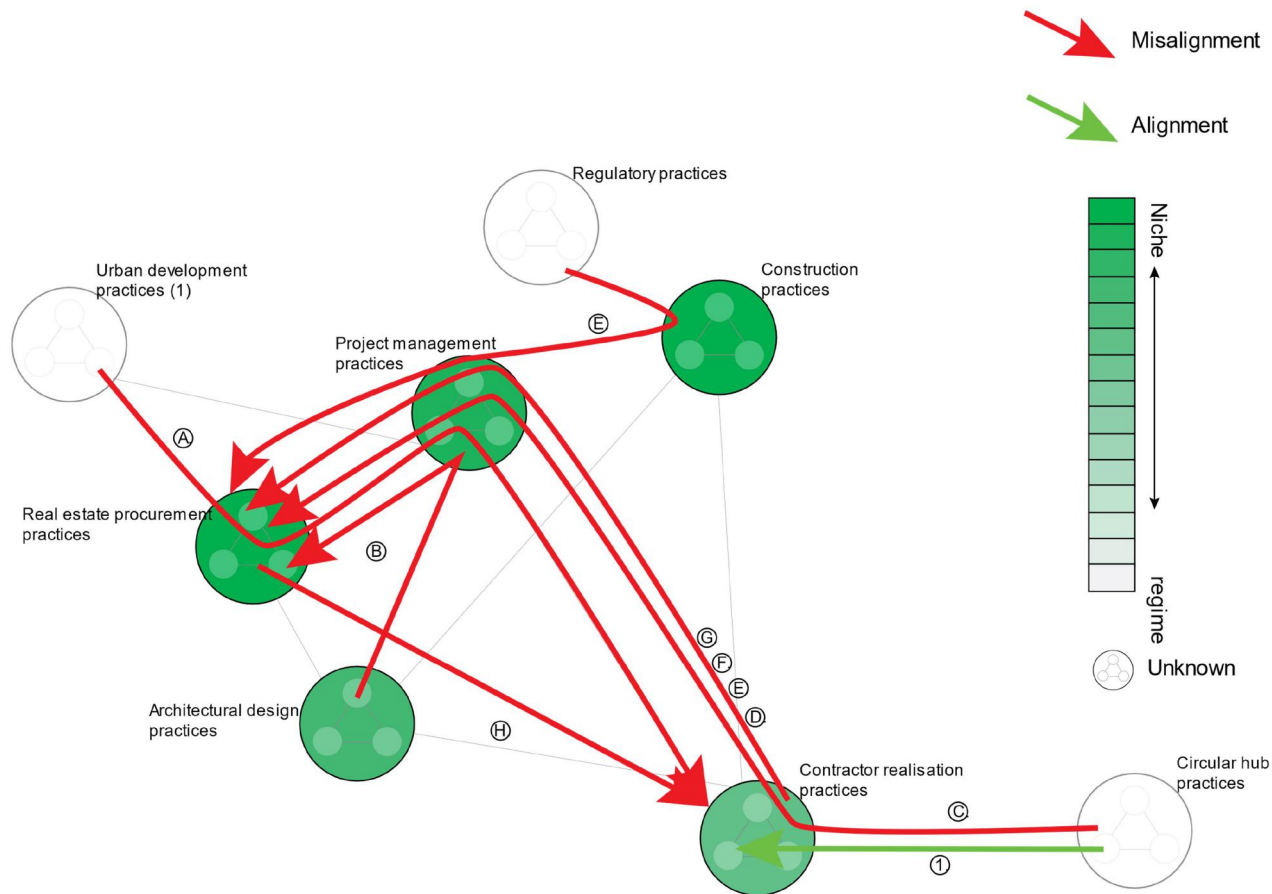 Misalignment
Alignment
Regulatory practices
Urban development
practices (1)
Construction
practices
Niche
E
Project management
practices
A
Real estate procurement
practices
B
regime
G
Unknown
F
E
Architectural design
practices
D
H
Contractor realisation
practices
Circular hub
practices
C
1